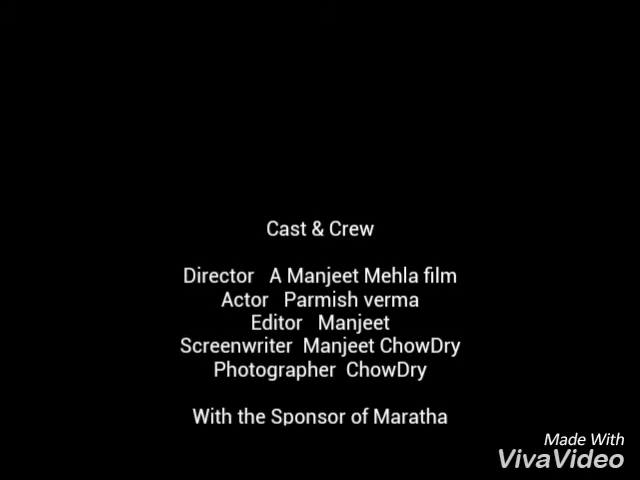 Cast & Crew
Director A Manjeet Mehla film
Actor Parmish verma
Editor Manjeet
Screenwriter Manjeet ChowDry
Photographer ChowDry
With the Sponsor of Maratha
Made With
VivaVideo